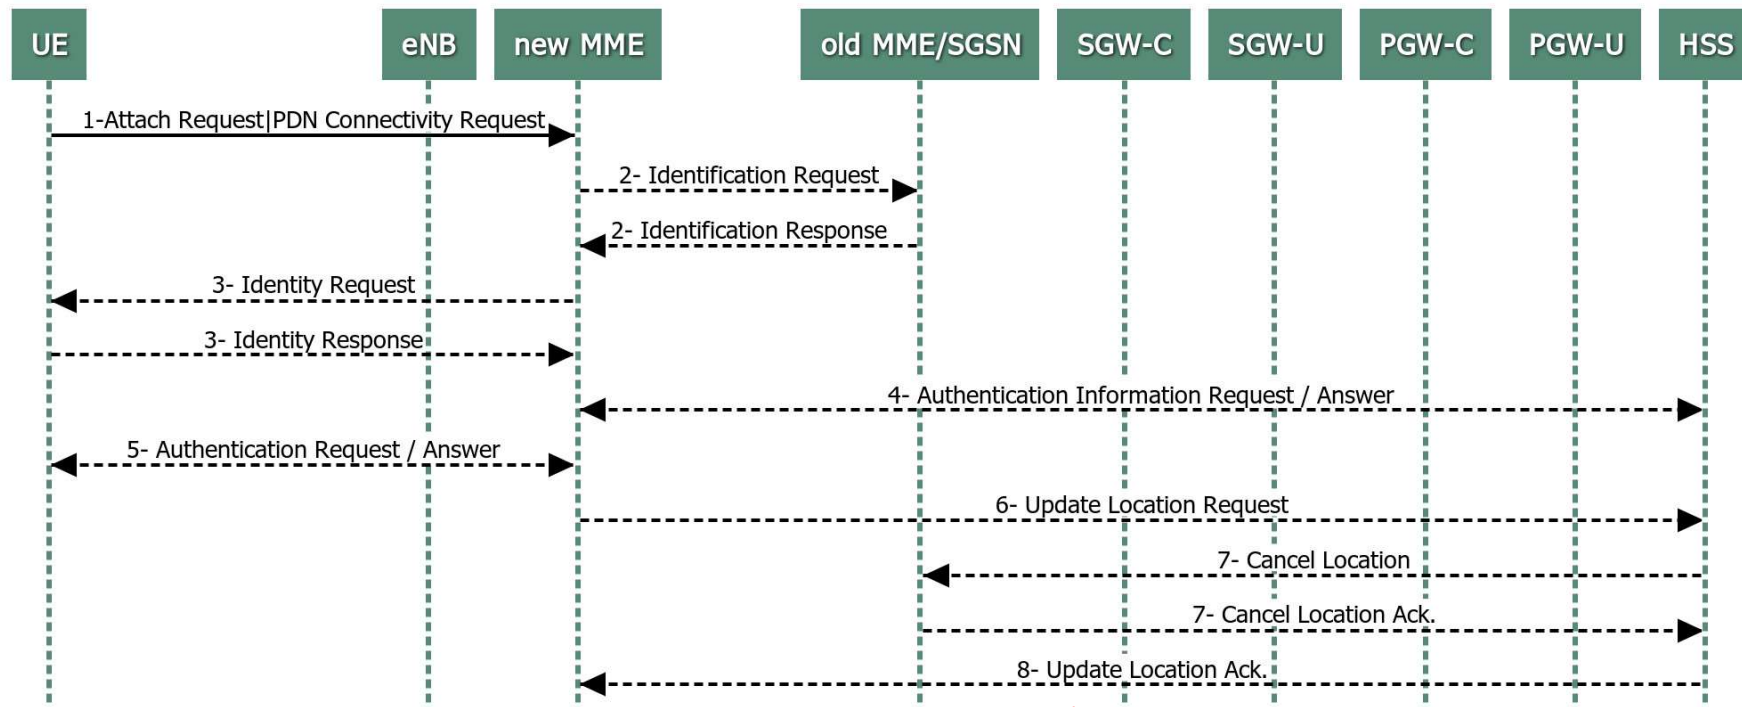 UE
eNB
new MME
old MME/SGSN
SGW-C
SGW-U
PGW-C
PGW-U
HSS
1-Attach Request|PDN Connectivity Request
2- Identification Request
2- Identification Response
3- Identity Request
3- Identity Response
4- Authentication Information Request / Answer
5- Authentication Request / Answer
6- Update Location Request
7- Cancel Location
7- Cancel Location Ack.
8- Update Location Ack.